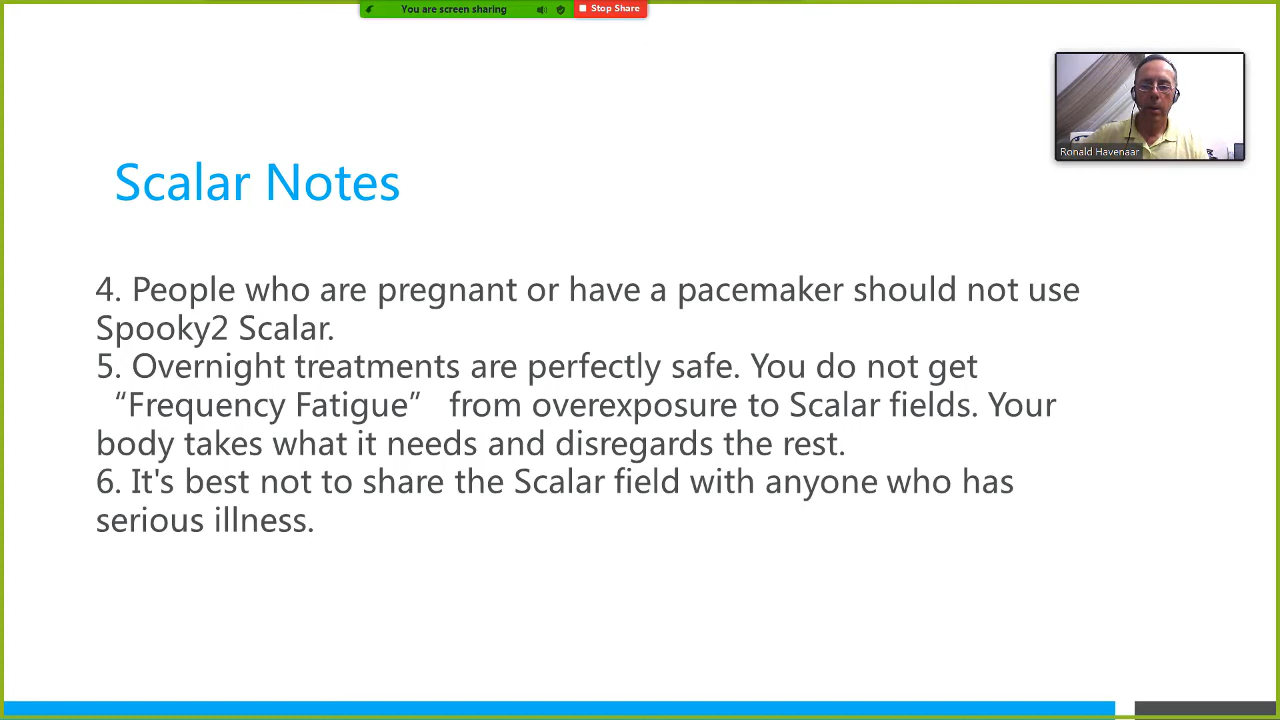 You are screen sharing
Stop Share
Ronald Havenaar
Scalar Notes
4. People who are pregnant or have a pacemaker should not use
Spooky2 Scalar.
5. Overnight treatments are perfectly safe. You do not get
“Frequency Fatigue” from overexposure to Scalar fields. Your
body takes what it needs and disregards the rest.
6. It's best not to share the Scalar field with anyone who has
serious illness.